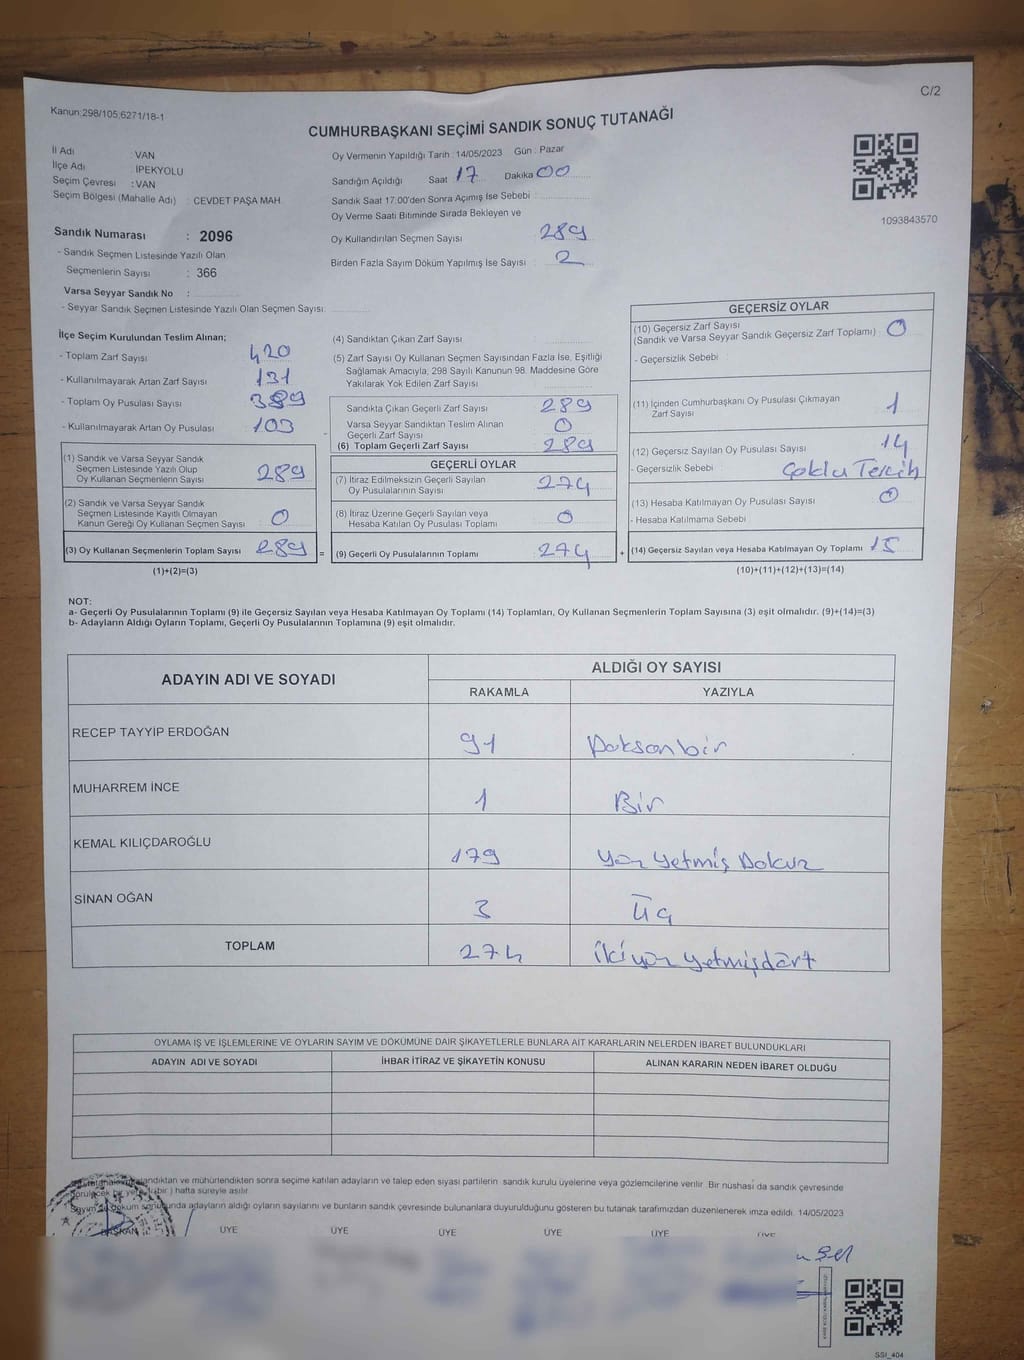 C/2
Kanun:298/105;6271/18-1
CUMHURBAŞKANI SEÇİMİ SANDIK SONUÇ TUTANAĞI
İl Adı : VAN
İlçe Adı : İPEKYOLU
Seçim Çevresi : VAN
Seçim Bölgesi (Mahalle Adı) : CEVDET PAŞA MAH
Sandık Numarası : 2096
- Sandık Seçmen Listesinde Yazılı Olan
Seçmenlerin Sayısı : 366
Varsa Seyyar Sandık No :
- Seyyar Sandık Seçmen Listesinde Yazılı Olan Seçmen Sayısı:
Oy Vermenin Yapıldığı Tarih : 14/05/2023 Gün : Pazar
Sandığın Açıldığı Saat 17 Dakika 00
Sandık Saat 17.00'den Sonra Açımış İse Sebebi :
Oy Verme Saati Bitiminde Sırada Bekleyen ve
Oy Kullandırılan Seçmen Sayısı 289
Birden Fazla Sayım Döküm Yapılmış İse Sayısı : 2
1093843570
İlçe Seçim Kurulundan Teslim Alınan;
- Toplam Zarf Sayısı 420
- Kullanılmayarak Artan Zarf Sayısı 131
- Toplam Oy Pusulası Sayısı 389
- Kullanılmayarak Artan Oy Pusulası 103
(1) Sandık ve Varsa Seyyar Sandık
Seçmen Listesinde Yazılı Olup
Oy Kullanan Seçmenlerin Sayısı 289
(2) Sandık ve Varsa Seyyar Sandık
Seçmen Listesinde Kayıtlı Olmayan
Kanun Gereği Oy Kullanan Seçmen Sayısı 0
(3) Oy Kullanan Seçmenlerin Toplam Sayısı 289 =
(1)+(2)=(3)
(4) Sandıktan Çıkan Zarf Sayısı
(5) Zarf Sayısı Oy Kullanan Seçmen Sayısından Fazla İse, Eşitliği
Sağlamak Amacıyla, 298 Sayılı Kanunun 98. Maddesine Göre
Yakılarak Yok Edilen Zarf Sayısı
Sandıkta Çıkan Geçerli Zarf Sayısı 289
Varsa Seyyar Sandıktan Teslim Alınan
Geçerli Zarf Sayısı 0
(6) Toplam Geçerli Zarf Sayısı 289
GEÇERLİ OYLAR
(7) İtiraz Edilmeksizin Geçerli Sayılan
Oy Pusulalarının Sayısı 274
(8) İtiraz Üzerine Geçerli Sayılan veya
Hesaba Katılan Oy Pusulası Toplamı 0
(9) Geçerli Oy Pusulalarının Toplamı 274 +
GEÇERSİZ OYLAR
(10) Geçersiz Zarf Sayısı
(Sandık ve Varsa Seyyar Sandık Geçersiz Zarf Toplamı) : 0
- Geçersizlik Sebebi
(11) İçinden Cumhurbaşkanı Oy Pusulası Çıkmayan
Zarf Sayısı 1
(12) Geçersiz Sayılan Oy Pusulası Sayısı 14
- Geçersizlik Sebebi Çoklu Tercih
(13) Hesaba Katılmayan Oy Pusulası Sayısı 0
- Hesaba Katılmama Sebebi
(14) Geçersiz Sayılan veya Hesaba Katılmayan Oy Toplamı 15
(10)+(11)+(12)+(13)=(14)
NOT:
a- Geçerli Oy Pusulalarının Toplamı (9) ile Geçersiz Sayılan veya Hesaba Katılmayan Oy Toplamı (14) Toplamları, Oy Kullanan Seçmenlerin Toplam Sayısına (3) eşit olmalıdır. (9)+(14)=(3)
b- Adayların Aldığı Oyların Toplamı, Geçerli Oy Pusulalarının Toplamına (9) eşit olmalıdır.
ADAYIN ADI VE SOYADI
ALDIĞI OY SAYISI
RAKAMLA YAZIYLA
RECEP TAYYİP ERDOĞAN 91 Doksanbir
MUHARREM İNCE 1 Bir
KEMAL KILIÇDAROĞLU 179 Yüz Yetmiş Dokuz
SİNAN OĞAN 3 Üç
TOPLAM 274 İkiyüz Yetmişdört
OYLAMA İŞ VE İŞLEMLERİNE VE OYLARIN SAYIM VE DÖKÜMÜNE DAİR ŞİKAYETLERLE BUNLARA AİT KARARLARIN NELERDEN İBARET BULUNDUKLARI
ADAYIN ADI VE SOYADI İHBAR İTİRAZ VE ŞİKAYETİN KONUSU ALINAN KARARIN NEDEN İBARET OLDUĞU
sandıktan ve mühürlendikten sonra seçime katılan adayların ve talep eden siyasi partilerin sandık kurulu üyelerine veya gözlemcilerine verilir. Bir nüshası da sandık çevresinde
görülecek bir yere (bir) hafta süreyle asılır.
Sayım ve döküm sonucunda adayların aldığı oyların sayılarını ve bunların sandık çevresinde bulunanlara duyurulduğunu gösteren bu tutanak tarafımızdan düzenlenerek imza edildi. 14/05/2023
BAŞKAN ÜYE ÜYE ÜYE ÜYE ÜYE ÜYE
SSI_404